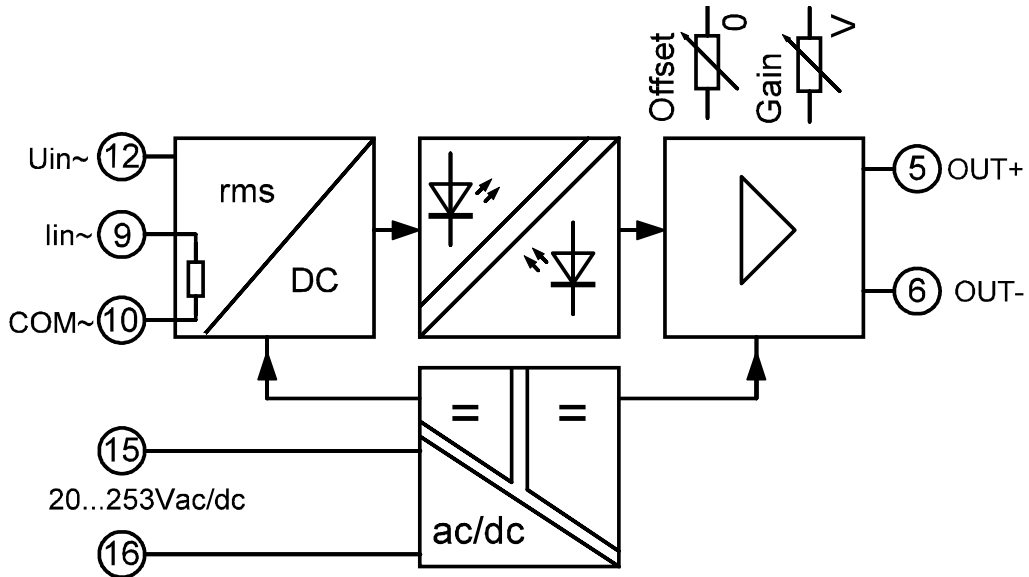 Offset
0
Gain
V
Uin~ 12
Iin~ 9
COM~ 10
rms
DC
5 OUT+
6 OUT-
= =
15
20...253Vac/dc
16
ac/dc